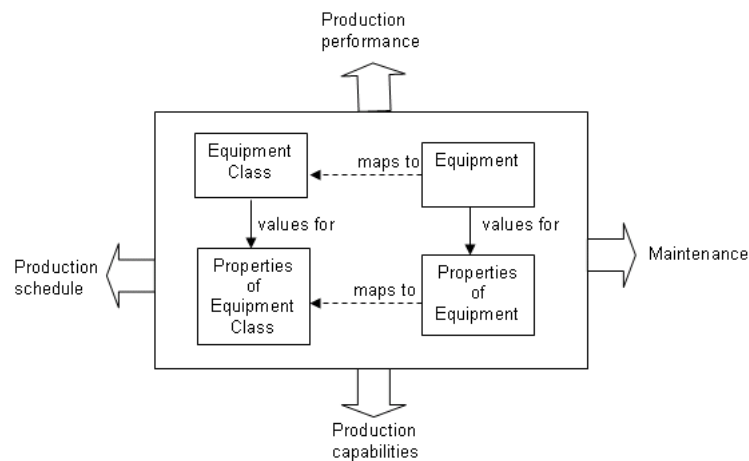 Production
performance
Equipment
Class
maps to
Equipment
values for
values for
Production
schedule
Properties
of
Equipment
Class
maps to
Properties
of
Equipment
Maintenance
Production
capabilities